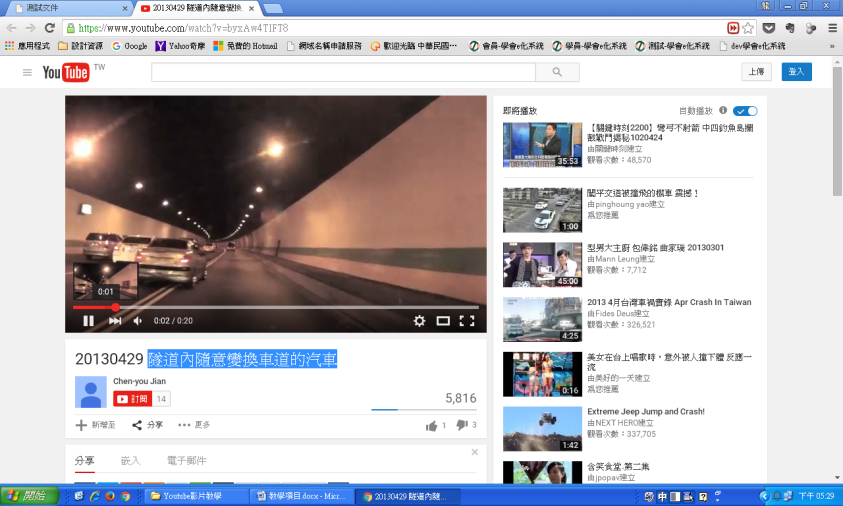 測試文件
20130429 隧道內隨意變換
https://www.youtube.com/watch?v=byxAw4TIFT8
應用程式 設計資源 Google Yahoo奇摩 免費的 Hotmail 網域名稱申請服務 歡迎光臨 中華民國… 會員-學會e化系統 學員-學會e化系統 測試-學會e化系統 dev學會e化系統 »
YouTube TW
上傳 登入
0:01
0:02 / 0:20
20130429 隧道內隨意變換車道的汽車
Chen-you Jian
訂閱 14
5,816
新增至 分享 更多
1 3
分享 嵌入 電子郵件
即將播放 自動播放
【關鍵時刻2200】彎弓不射箭 中四釣魚島攔
截戰鬥揭秘1020424
由關鍵時刻建立
觀看次數：48,570
35:53
闖平交道被撞飛的轎車 震撼！
由pinghoung yao建立
為您推薦
1:00
型男大主廚 包偉銘 曲家瑞 20130301
由Mann Leung建立
觀看次數：7,712
45:00
2013 4月台灣車禍實錄 Apr Crash In Taiwan
由Fides Deus建立
觀看次數：326,521
4:25
美女在台上唱歌時，意外被人撞下體 反應一
流
由美好的一天建立
為您推薦
0:16
Extreme Jeep Jump and Crash!
由NEXT HERO建立
觀看次數：337,705
1:42
含笑食堂-第二集
由jpopav建立
開始
Youtube影片教學
教學項目.docx - Micr...
20130429 隧道內隨...
中
下午 05:29